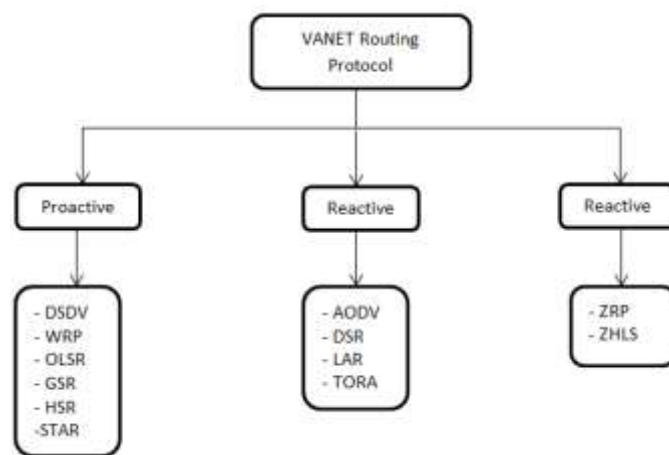 VANET Routing
Protocol
Proactive
Reactive
Reactive
- DSDV
- WRP
- OLSR
- GSR
- HSR
-STAR
- AODV
- DSR
- LAR
- TORA
- ZRP
- ZHLS